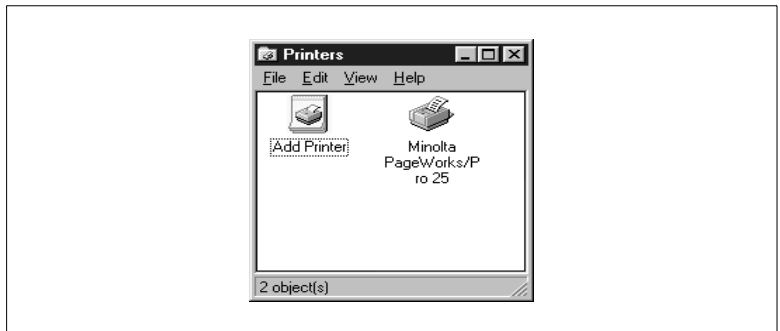 Printers
File Edit View Help
Add Printer
Minolta
PageWorks/P
ro 25
2 object(s)